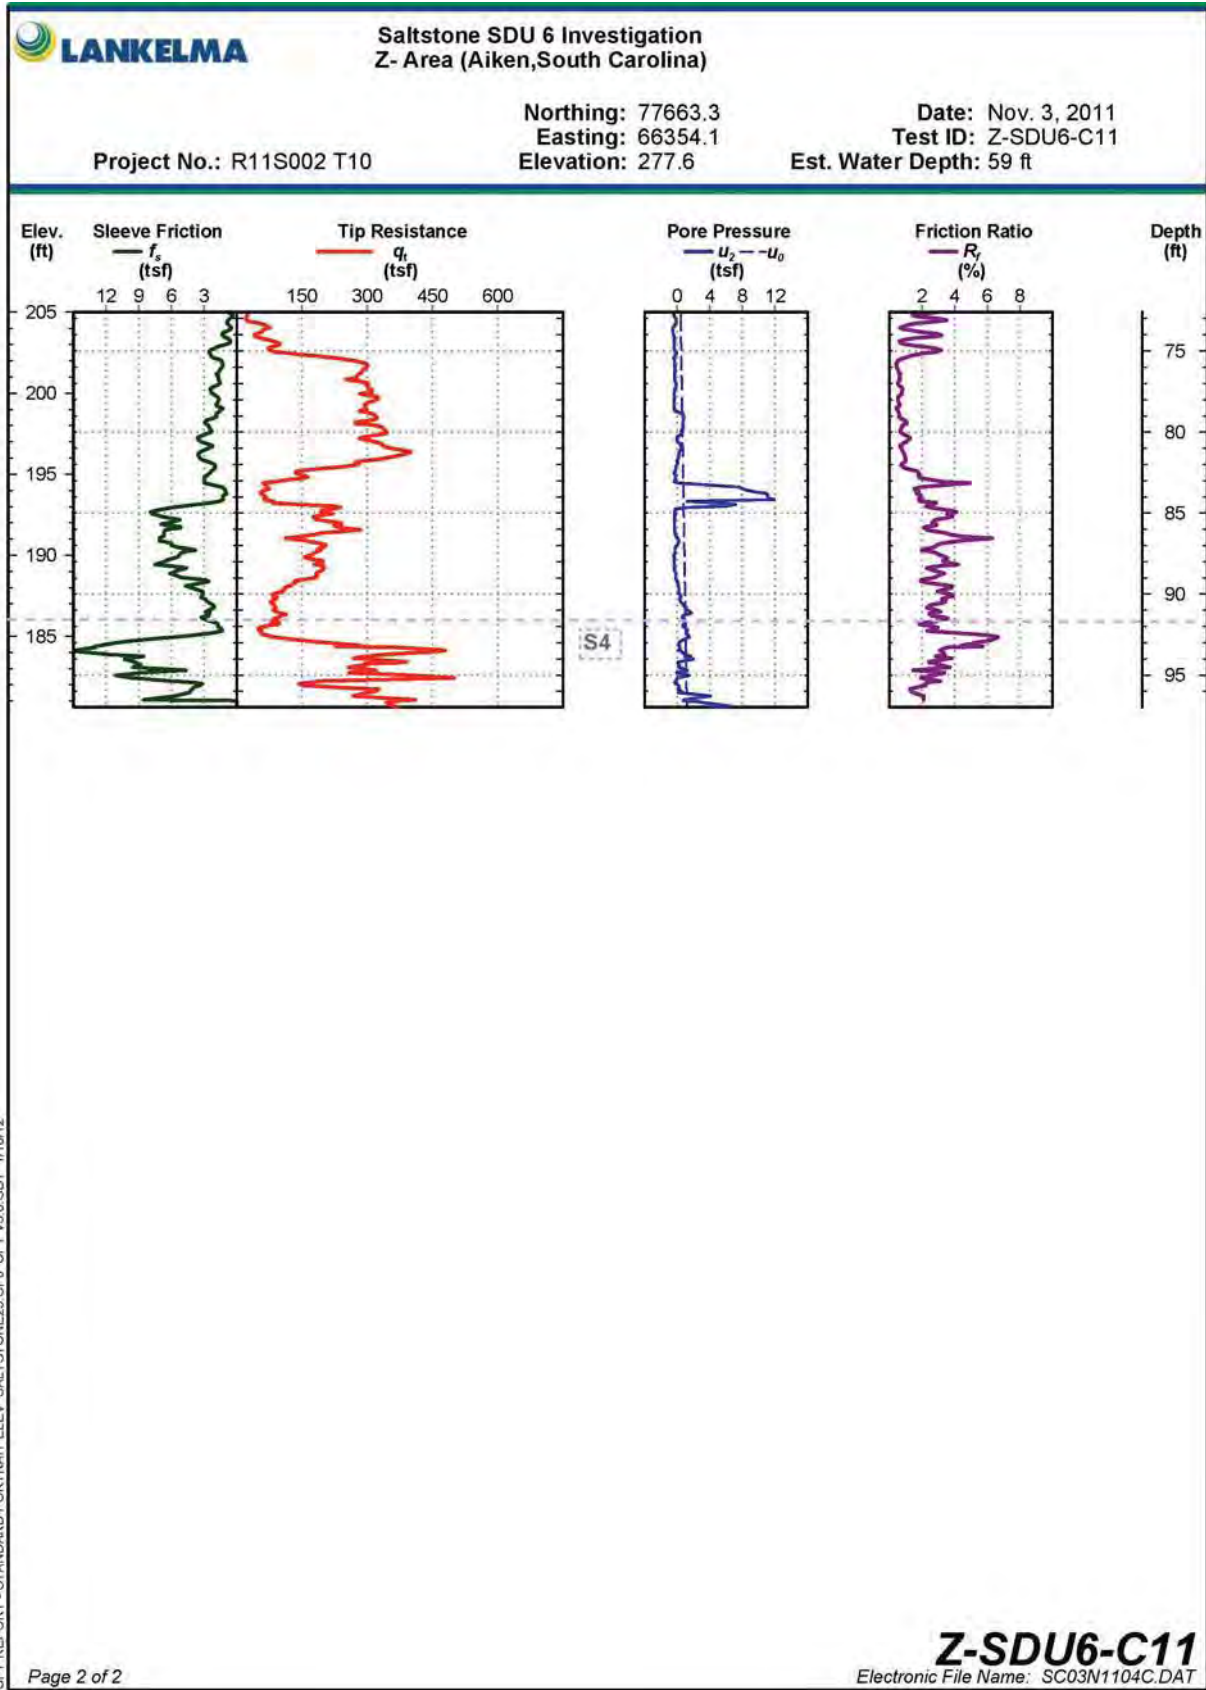 LANKELMA
Saltstone SDU 6 Investigation
Z- Area (Aiken,South Carolina)
Northing: 77663.3
Date: Nov. 3, 2011
Easting: 66354.1
Test ID: Z-SDU6-C11
Project No.: R11S002 T10
Elevation: 277.6
Est. Water Depth: 59 ft
Elev. (ft)
Sleeve Friction
fs
(tsf)
Tip Resistance
qt
(tsf)
Pore Pressure
u2 u0
(tsf)
Friction Ratio
Rf
(%)
Depth (ft)
12 9 6 3
150 300 450 600
0 4 8 12
2 4 6 8
205
200
195
190
185
75
80
85
90
95
S4
Z-SDU6-C11
Page 2 of 2
Electronic File Name: SC03N1104C.DAT